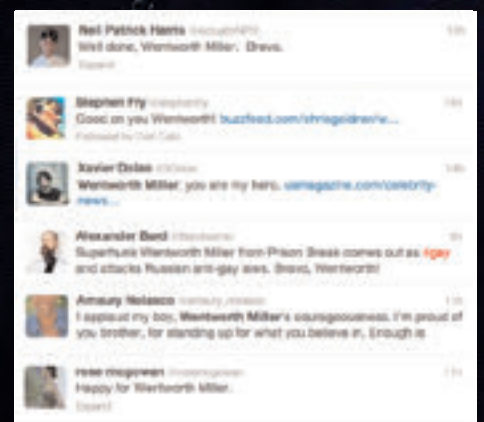 Neil Patrick Harris
Well done, Wentworth Miller. Bravo.
Expand
Stephen Fry
Good on you Wentworth! buzzfeed.com/chrisgeidner/w...
Followed by
Xavier Dolan
Wentworth Miller, you are my hero. usmagazine.com/celebrity-
news...
Alexander Bard
Superhunk Wentworth Miller from Prison Break comes out as #gay
and attacks Russian anti-gay laws. Bravo, Wentworth!
Amaury Nolasco
I applaud my boy, Wentworth Miller's courageousness. I'm proud of
you brother, for standing up for what you believe in. Enough is
rose mcgowan
Happy for Wentworth Miller.
Expand